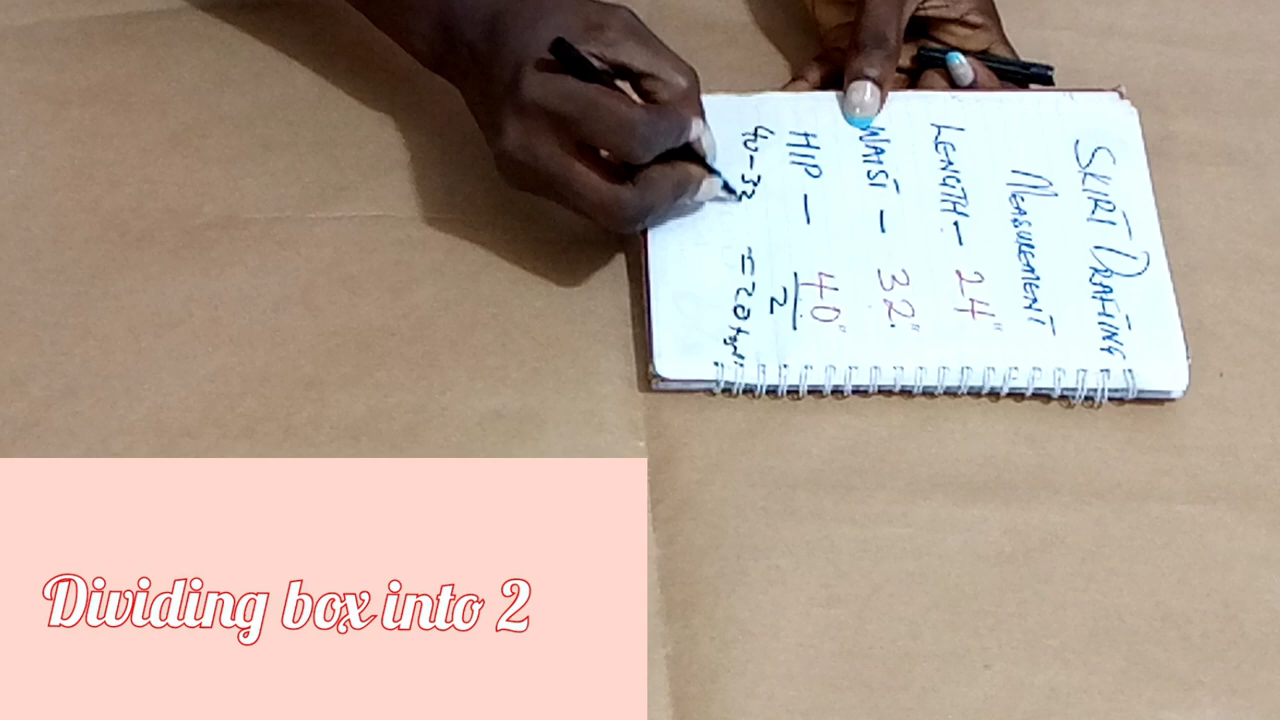 SKIRT DRAFTING
MEASUREMENT
LENGTH - 24"
WAIST - 32"
HIP - 40"
2
40-32 = 20
Dividing box into 2